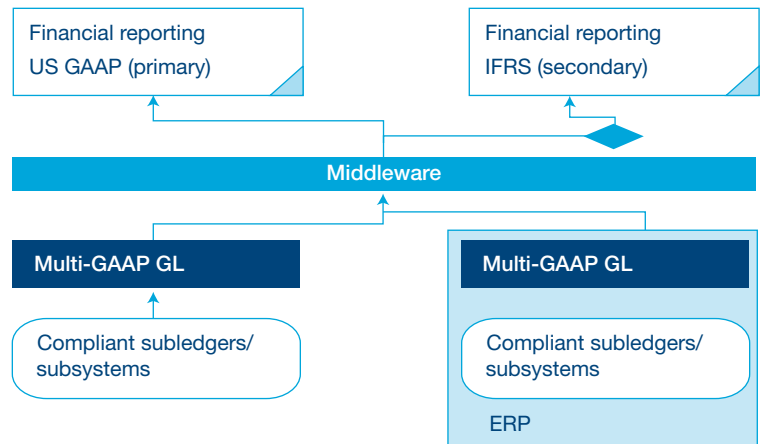 Financial reporting
US GAAP (primary)
Financial reporting
IFRS (secondary)
Middleware
Multi-GAAP GL
Multi-GAAP GL
Compliant subledgers/
subsystems
Compliant subledgers/
subsystems
ERP